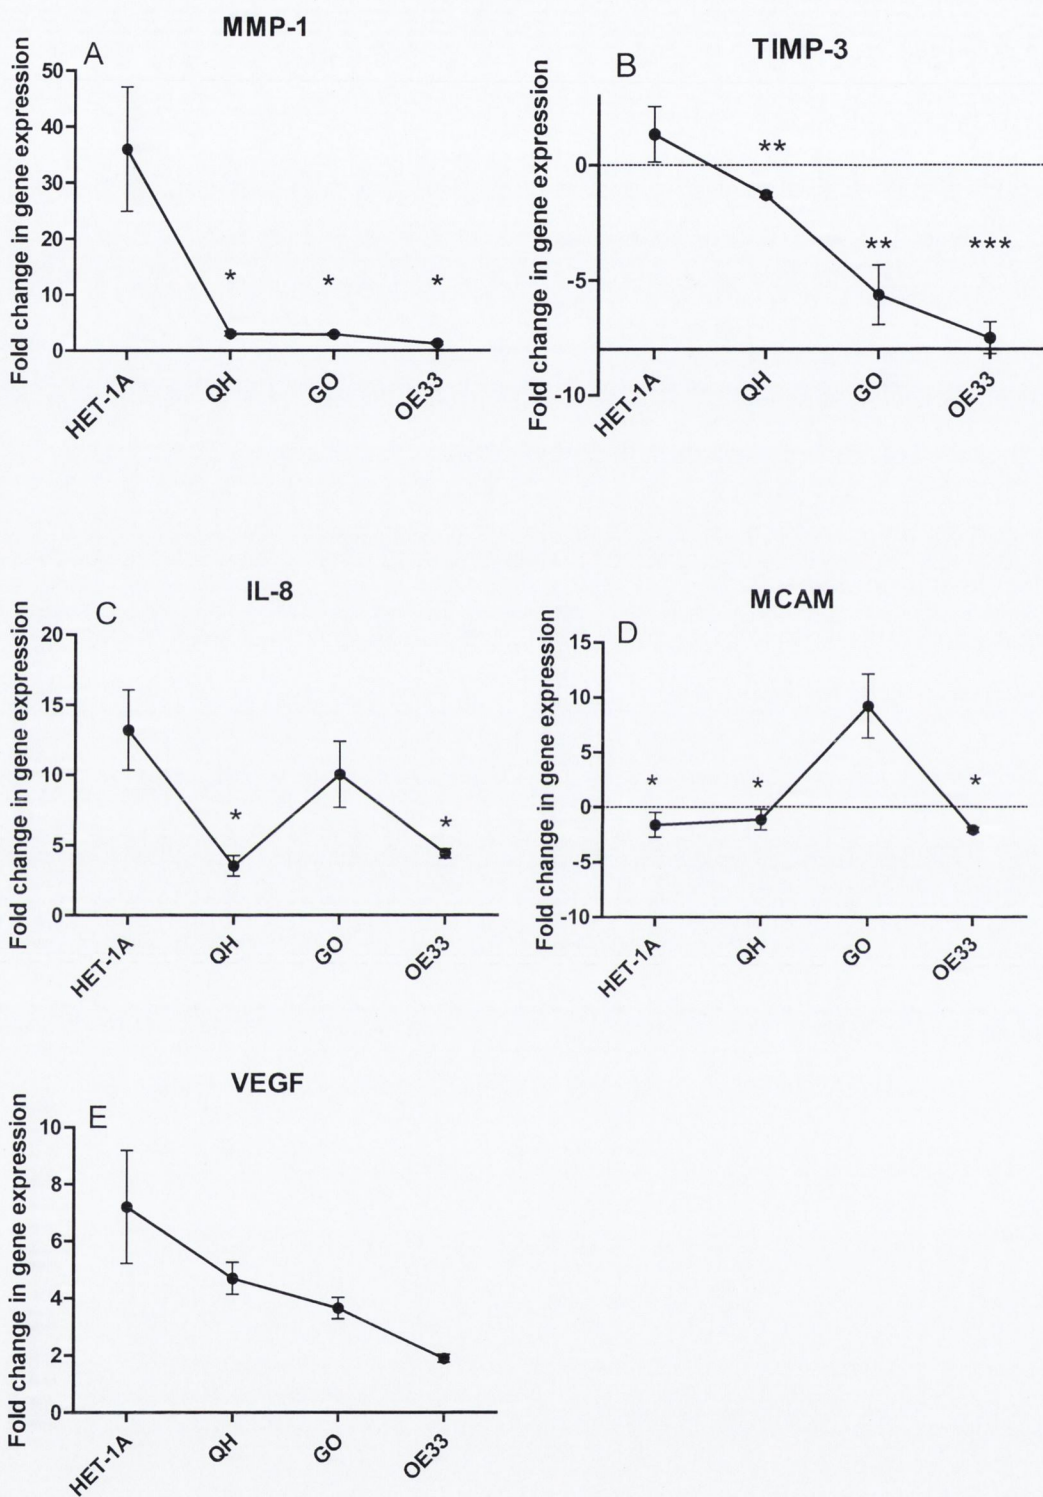 MMP-1
A
Fold change in gene expression
50
40
30
20
10
0
*
*
*
HET-1A
QH
GO
OE33
TIMP-3
B
Fold change in gene expression
0
-5
-10
**
**
***
HET-1A
QH
GO
OE33
IL-8
C
Fold change in gene expression
20
15
10
5
0
*
*
HET-1A
QH
GO
OE33
MCAM
D
Fold change in gene expression
15
10
5
0
-5
-10
*
*
*
HET-1A
QH
GO
OE33
VEGF
E
Fold change in gene expression
10
8
6
4
2
0
HET-1A
QH
GO
OE33